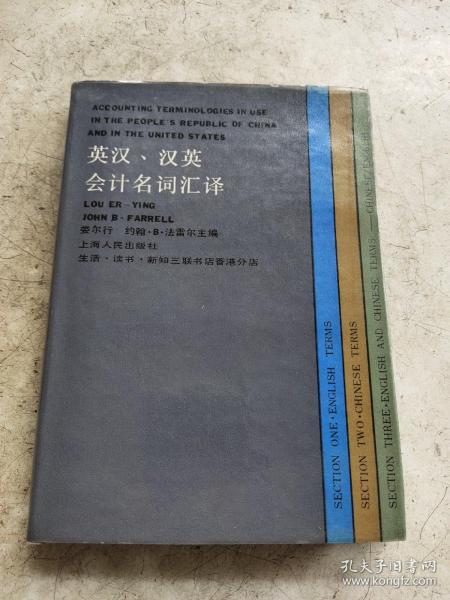 ACCOUNTING TERMINOLOGIES IN USE
IN THE PEOPLE'S REPUBLIC OF CHINA
AND IN THE UNITED STATES
英汉、汉英
会计名词汇译
LOU ER-YING
JOHN B·FARRELL
娄尔行 约翰·B·法雷尔主编
上海人民出版社
生活·读书·新知三联书店香港分店
SECTION ONE·ENGLISH TERMS
SECTION TWO·CHINESE TERMS
SECTION THREE·ENGLISH AND CHINESE TERMS—CHINESE ENGLISH
孔夫子旧书网
www.kongfz.com